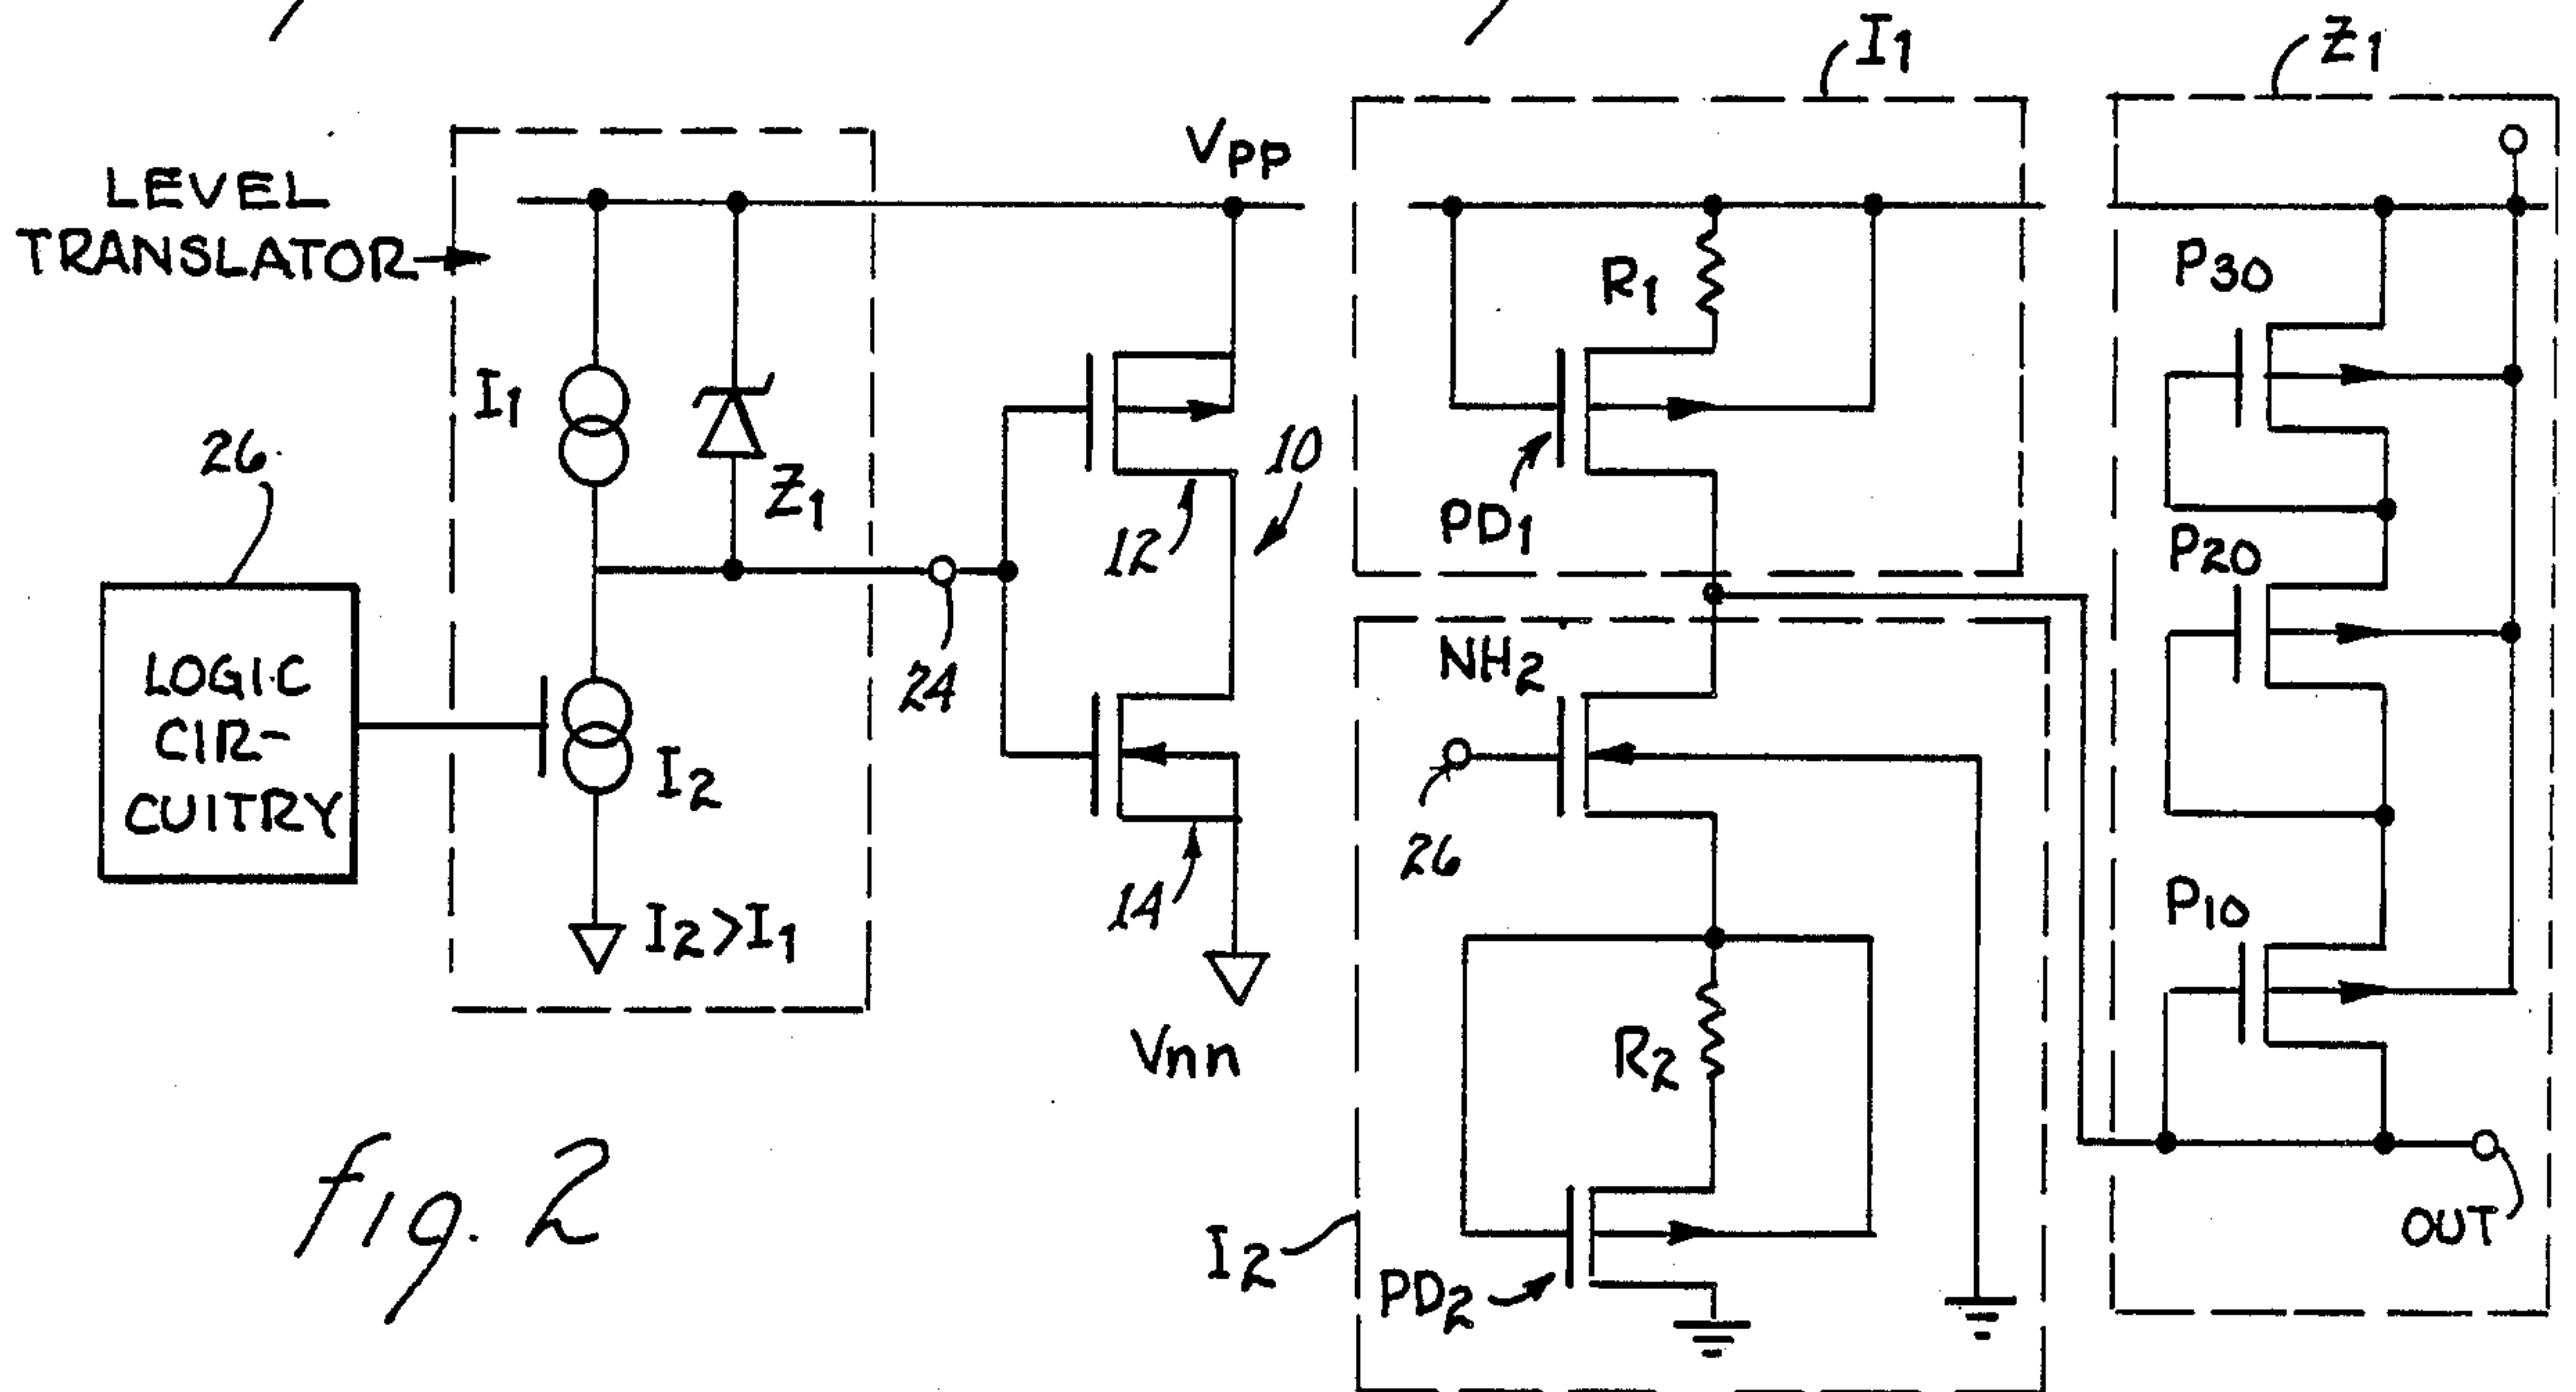 LEVEL
TRANSLATOR
26
LOGIC
CIR-
CUITRY
I1
Z1
I2
I2>I1
24
VPP
12
10
14
Vnn
fig. 2
I1
R1
PD1
NH2
26
R2
PD2
I2
Z1
P30
P20
P10
OUT